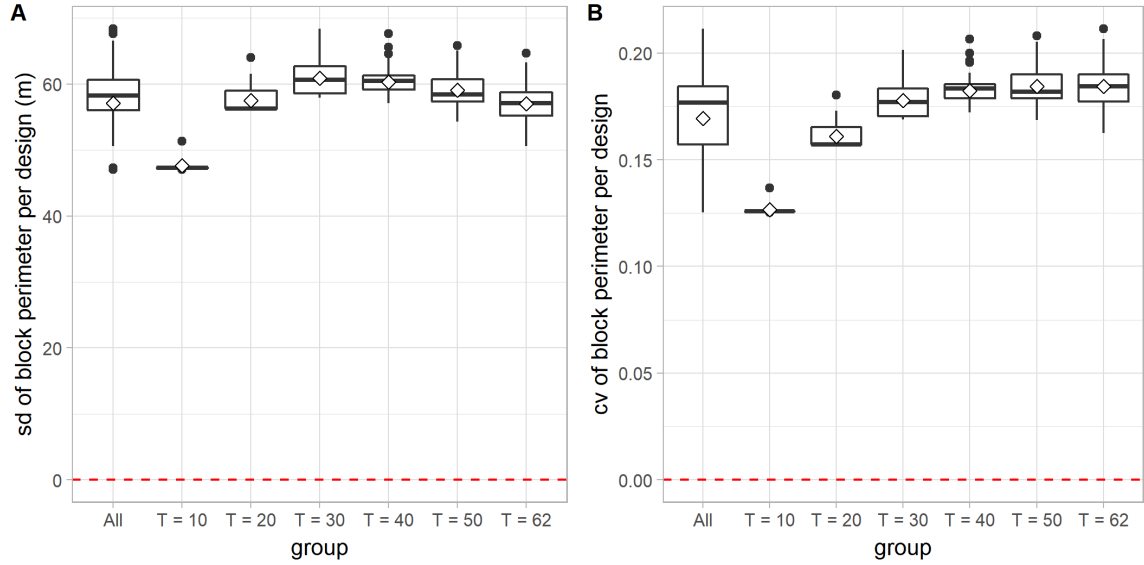 A
sd of block perimeter per design (m)
60
40
20
0
All T = 10 T = 20 T = 30 T = 40 T = 50 T = 62
group
B
cv of block perimeter per design
0.20
0.15
0.10
0.05
0.00
All T = 10 T = 20 T = 30 T = 40 T = 50 T = 62
group